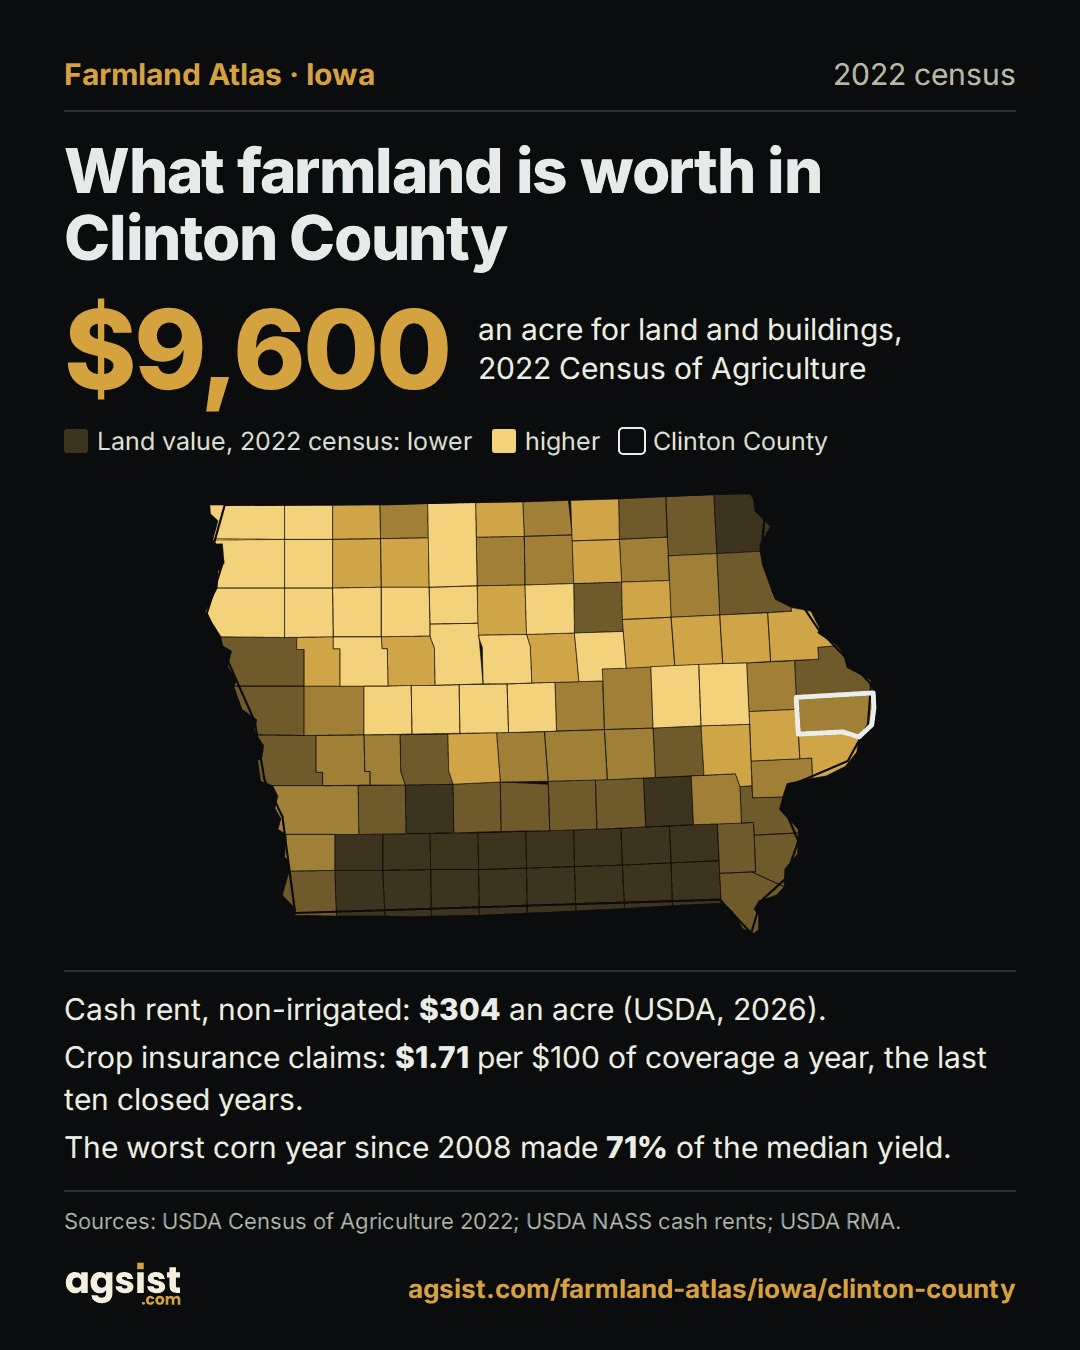 Farmland Atlas · Iowa
2022 census
What farmland is worth in
Clinton County
$9,600
an acre for land and buildings,
2022 Census of Agriculture
Land value, 2022 census: lower
higher
Clinton County
Cash rent, non-irrigated: $304 an acre (USDA, 2026).
Crop insurance claims: $1.71 per $100 of coverage a year, the last
ten closed years.
The worst corn year since 2008 made 71% of the median yield.
Sources: USDA Census of Agriculture 2022; USDA NASS cash rents; USDA RMA.
agsist
.com
agsist.com/farmland-atlas/iowa/clinton-county